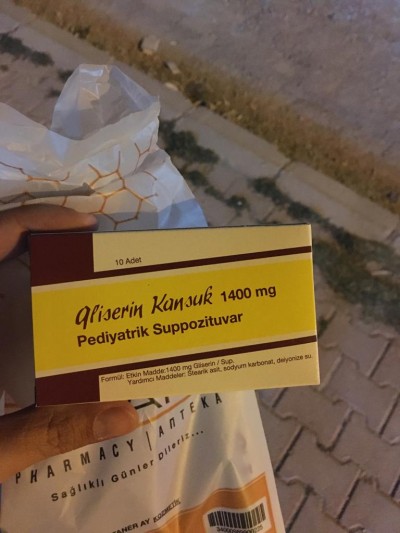 10 Adet
Gliserin Kansuk 1400 mg
Pediyatrik Suppozituvar
Formül: Etkin Madde:1400 mg Gliserin / Sup.
Yardımcı Maddeler: Stearik asit, sodyum karbonat, deiyonize su.
PHARMACY | ANTEKA
Sağlıklı Günler Dileriz...